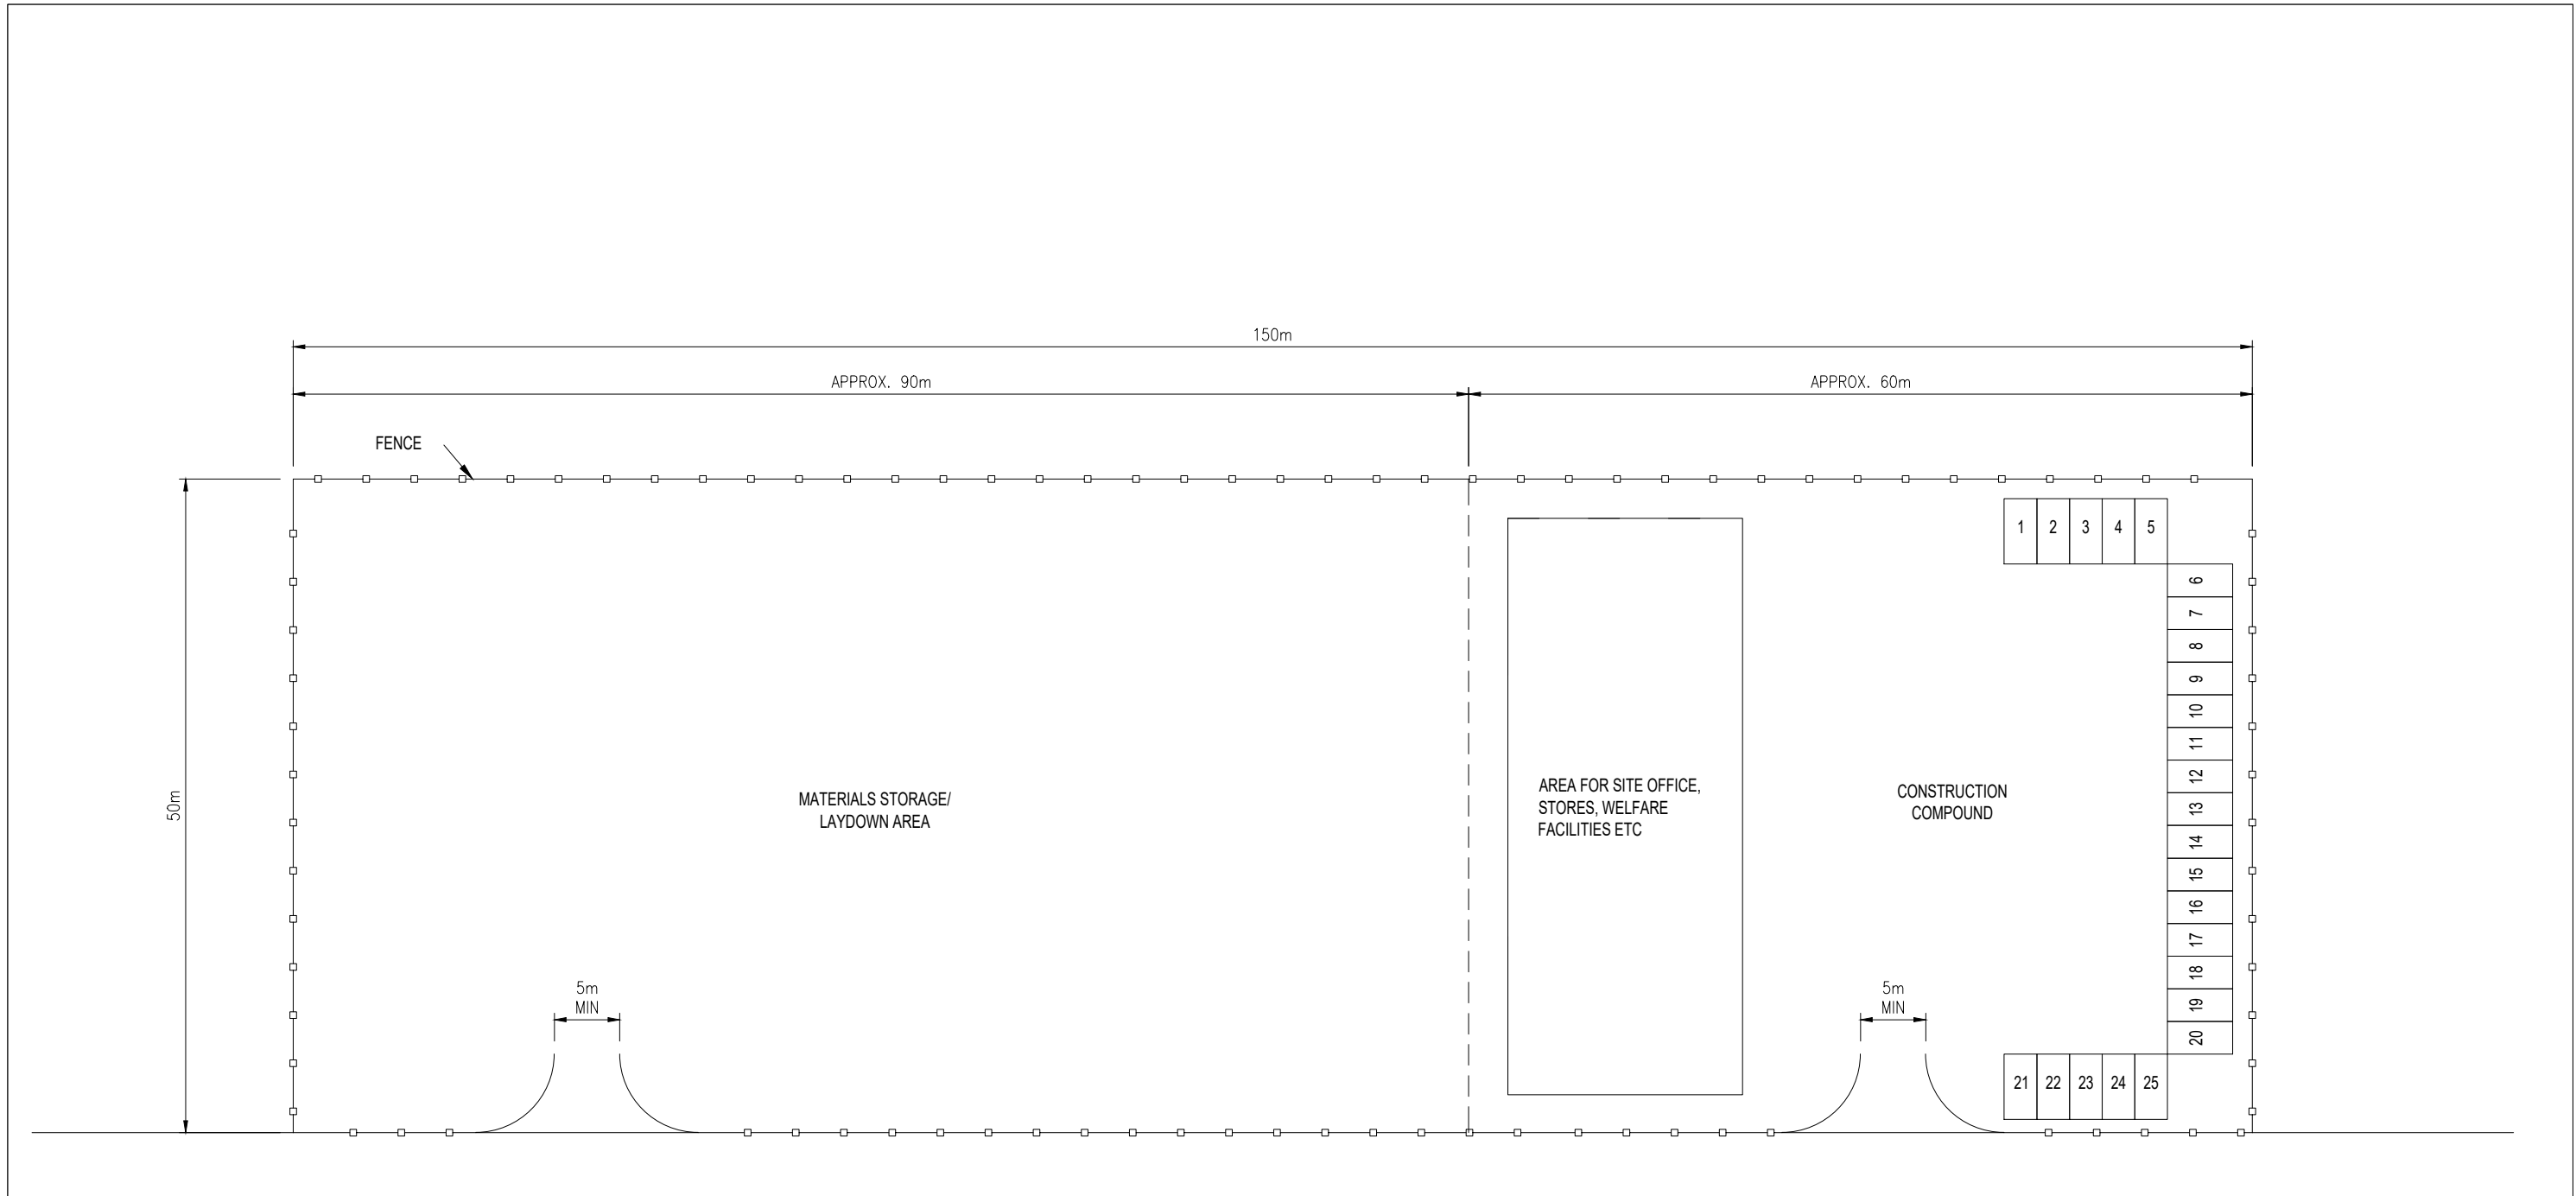 150m
APPROX. 90m
APPROX. 60m
FENCE
1 2 3 4 5
6
7
8
9
10
11
12
13
14
15
16
17
18
19
20
21 22 23 24 25
50m
MATERIALS STORAGE/
LAYDOWN AREA
AREA FOR SITE OFFICE,
STORES, WELFARE
FACILITIES ETC
CONSTRUCTION
COMPOUND
5m
MIN
5m
MIN